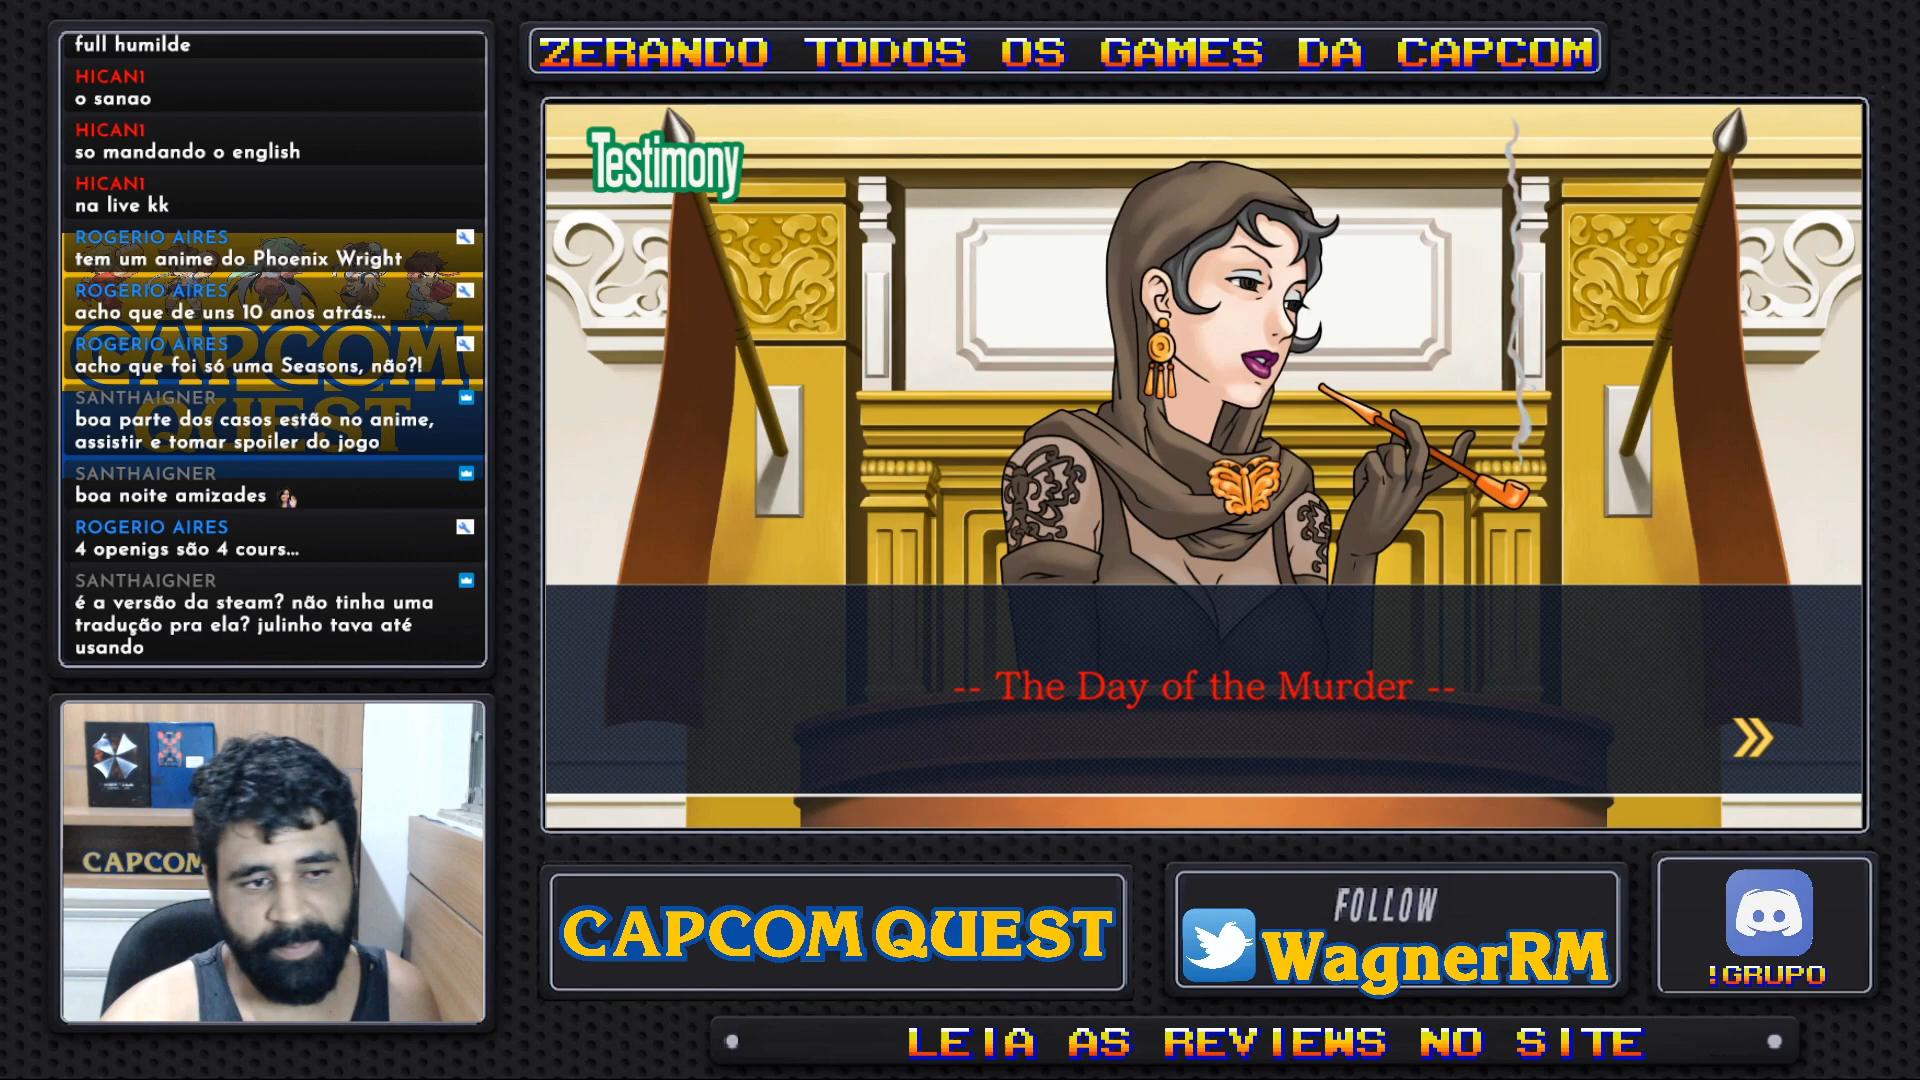 full humilde
HICAN1
o sanao
HICAN1
so mandando o english
HICAN1
na live kk
ROGERIO AIRES
tem um anime do Phoenix Wright
ROGERIO AIRES
acho que de uns 10 anos atrás...
ROGERIO AIRES
acho que foi só uma Seasons, não?!
SANTHAIGNER
boa parte dos casos estão no anime,
assistir e tomar spoiler do jogo
SANTHAIGNER
boa noite amizades
ROGERIO AIRES
4 openigs são 4 cours...
SANTHAIGNER
é a versão da steam? não tinha uma
tradução pra ela? julinho tava até
usando
CAPCOM
QUEST
CAPCOM
ZERANDO TODOS OS GAMES DA CAPCOM
Testimony
-- The Day of the Murder --
CAPCOM QUEST
FOLLOW
WagnerRM
!GRUPO
LEIA AS REVIEWS NO SITE